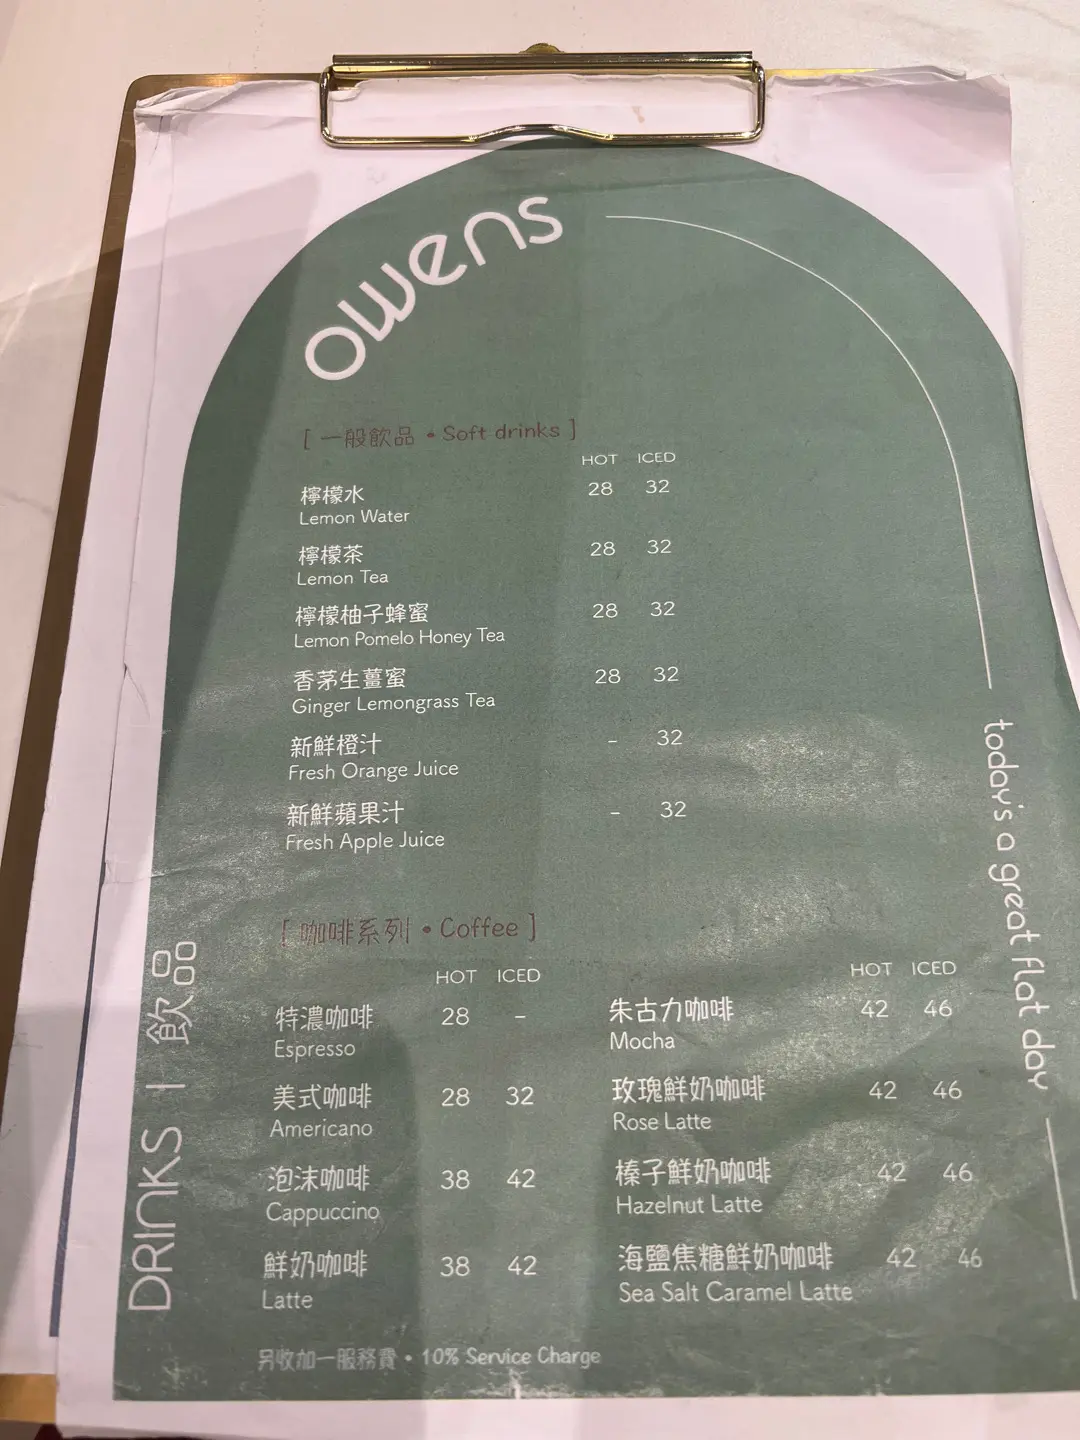 owens
[ 一般飲品 • Soft drinks ]
HOT ICED
檸檬水 28 32
Lemon Water
檸檬茶 28 32
Lemon Tea
檸檬柚子蜂蜜 28 32
Lemon Pomelo Honey Tea
香茅生薑蜜 28 32
Ginger Lemongrass Tea
新鮮橙汁 – 32
Fresh Orange Juice
新鮮蘋果汁 – 32
Fresh Apple Juice
[ 咖啡系列 • Coffee ]
HOT ICED
特濃咖啡 28 –
Espresso
美式咖啡 28 32
Americano
泡沫咖啡 38 42
Cappuccino
鮮奶咖啡 38 42
Latte
HOT ICED
朱古力咖啡 42 46
Mocha
玫瑰鮮奶咖啡 42 46
Rose Latte
榛子鮮奶咖啡 42 46
Hazelnut Latte
海鹽焦糖鮮奶咖啡 42 46
Sea Salt Caramel Latte
另收加一服務費 • 10% Service Charge
DRINKS | 飲品
today's a great flat day